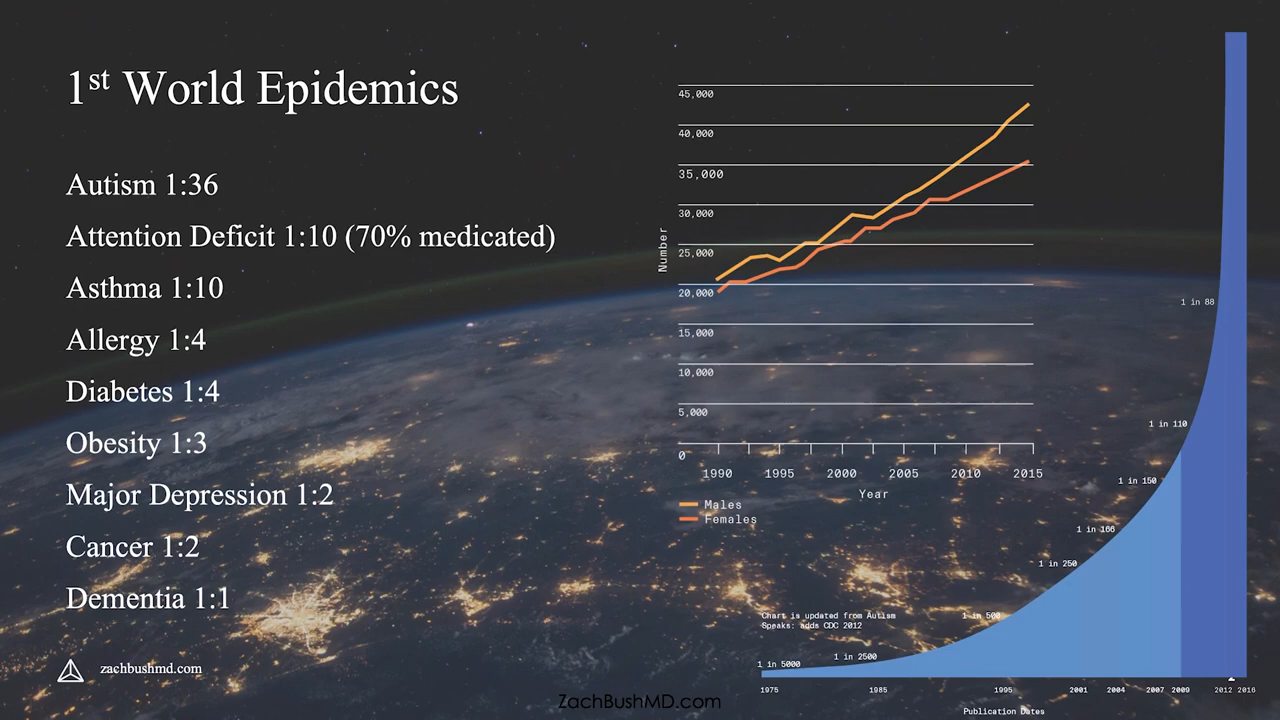 1st World Epidemics
Autism 1:36
Attention Deficit 1:10 (70% medicated)
Asthma 1:10
Allergy 1:4
Diabetes 1:4
Obesity 1:3
Major Depression 1:2
Cancer 1:2
Dementia 1:1
zachbushmd.com
45,000
40,000
35,000
30,000
25,000
20,000
15,000
10,000
5,000
0
Number
1990 1995 2000 2005 2010 2015
Year
Males
Females
1 in 88
1 in 110
1 in 150
1 in 166
1 in 250
1 in 500
1 in 2500
1 in 5000
Chart is updated from Autism
Speaks: adds CDC 2012
1975 1985 1995 2001 2004 2007 2009 2012 2016
Publication Dates
ZachBushMD.com